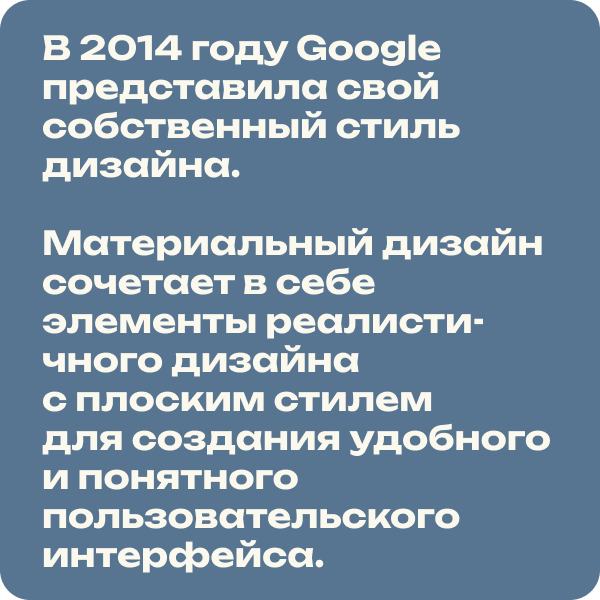 В 2014 году Google
представила свой
собственный стиль
дизайна.
Материальный дизайн
сочетает в себе
элементы реалисти-
чного дизайна
с плоским стилем
для создания удобного
и понятного
пользовательского
интерфейса.